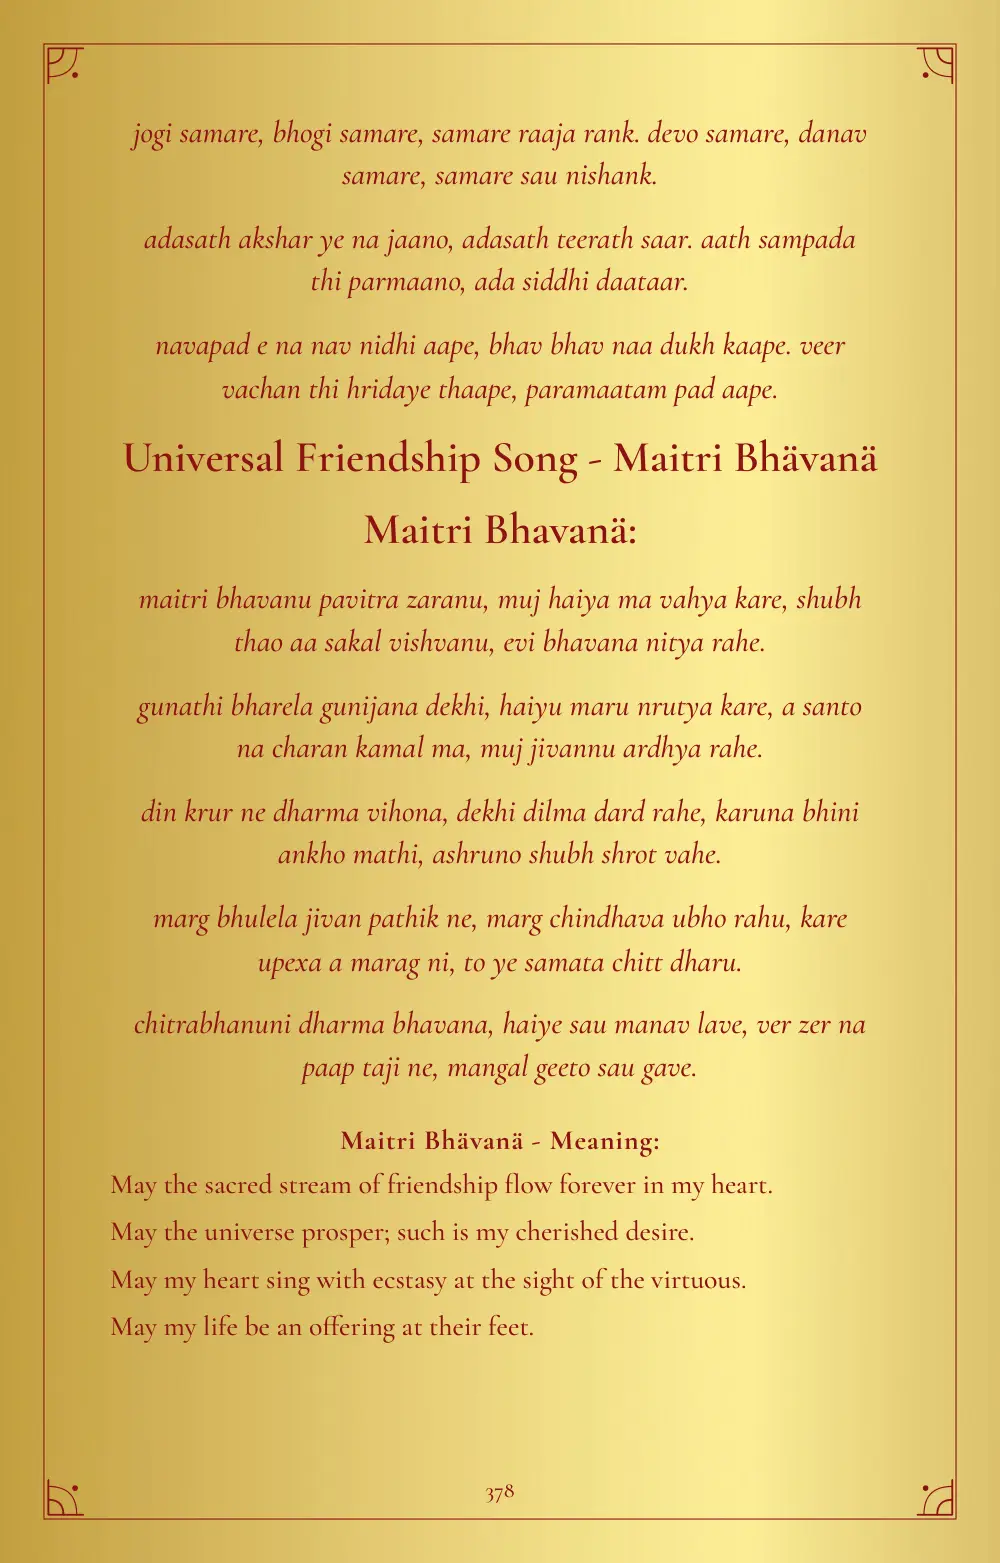 jogi samare, bhogi samare, samare raaja rank. devo samare, danav
samare, samare sau nishank.
adasath akshar ye na jaano, adasath teerath saar. aath sampada
thi parmaano, ada siddhi daataar.
navapad e na nav nidhi aape, bhav bhav naa dukh kaape. veer
vachan thi hridaye thaape, paramaatam pad aape.
Universal Friendship Song - Maitri Bhävanä
Maitri Bhavanä:
maitri bhavanu pavitra zaranu, muj haiya ma vahya kare, shubh
thao aa sakal vishvanu, evi bhavana nitya rahe.
gunathi bharela gunijana dekhi, haiyu maru nrutya kare, a santo
na charan kamal ma, muj jivannu ardhya rahe.
din krur ne dharma vihona, dekhi dilma dard rahe, karuna bhini
ankho mathi, ashruno shubh shrot vahe.
marg bhulela jivan pathik ne, marg chindhava ubho rahu, kare
upexa a marag ni, to ye samata chitt dharu.
chitrabhanuni dharma bhavana, haiye sau manav lave, ver zer na
paap taji ne, mangal geeto sau gave.
Maitri Bhävanä - Meaning:
May the sacred stream of friendship flow forever in my heart.
May the universe prosper; such is my cherished desire.
May my heart sing with ecstasy at the sight of the virtuous.
May my life be an offering at their feet.
378